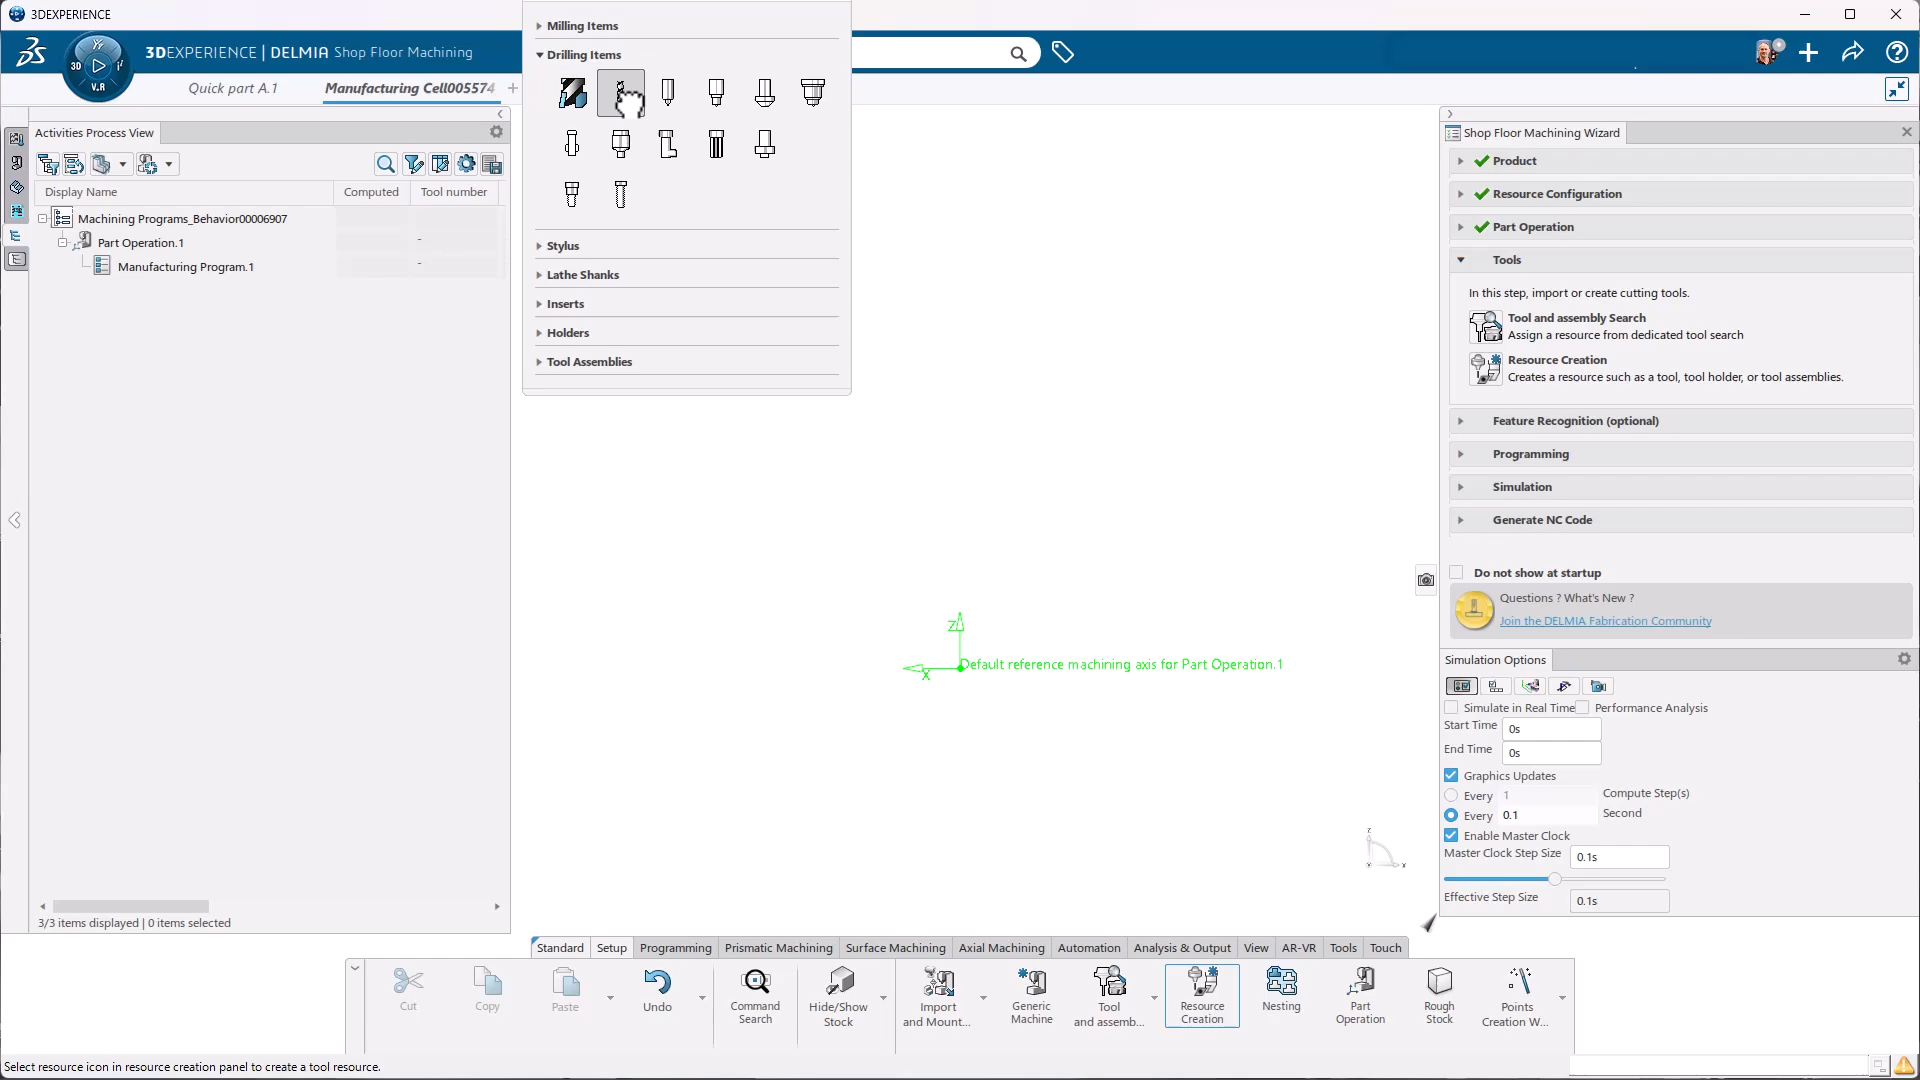 3DEXPERIENCE
3DEXPERIENCE | DELMIA Shop Floor Machining
3D
V.R
Quick part A.1
Manufacturing Cell005574
Activities Process View
Display Name
Computed
Tool number
Machining Programs_Behavior00006907
Part Operation.1
-
Manufacturing Program.1
-
3/3 items displayed | 0 items selected
Milling Items
Drilling Items
Stylus
Lathe Shanks
Inserts
Holders
Tool Assemblies
Z
X
Default reference machining axis for Part Operation.1
Shop Floor Machining Wizard
Product
Resource Configuration
Part Operation
Tools
In this step, import or create cutting tools.
Tool and assembly Search
Assign a resource from dedicated tool search
Resource Creation
Creates a resource such as a tool, tool holder, or tool assemblies.
Feature Recognition (optional)
Programming
Simulation
Generate NC Code
Do not show at startup
Questions ? What's New ?
Join the DELMIA Fabrication Community
Simulation Options
Simulate in Real Time
Performance Analysis
Start Time
0s
End Time
0s
Graphics Updates
Every
1
Compute Step(s)
Every
0.1
Second
Enable Master Clock
Master Clock Step Size
0.1s
Effective Step Size
0.1s
Standard
Setup
Programming
Prismatic Machining
Surface Machining
Axial Machining
Automation
Analysis & Output
View
AR-VR
Tools
Touch
Cut
Copy
Paste
Undo
Command
Search
Hide/Show
Stock
Import
and Mount...
Generic
Machine
Tool
and assemb...
Resource
Creation
Nesting
Part
Operation
Rough
Stock
Points
Creation W...
Select resource icon in resource creation panel to create a tool resource.